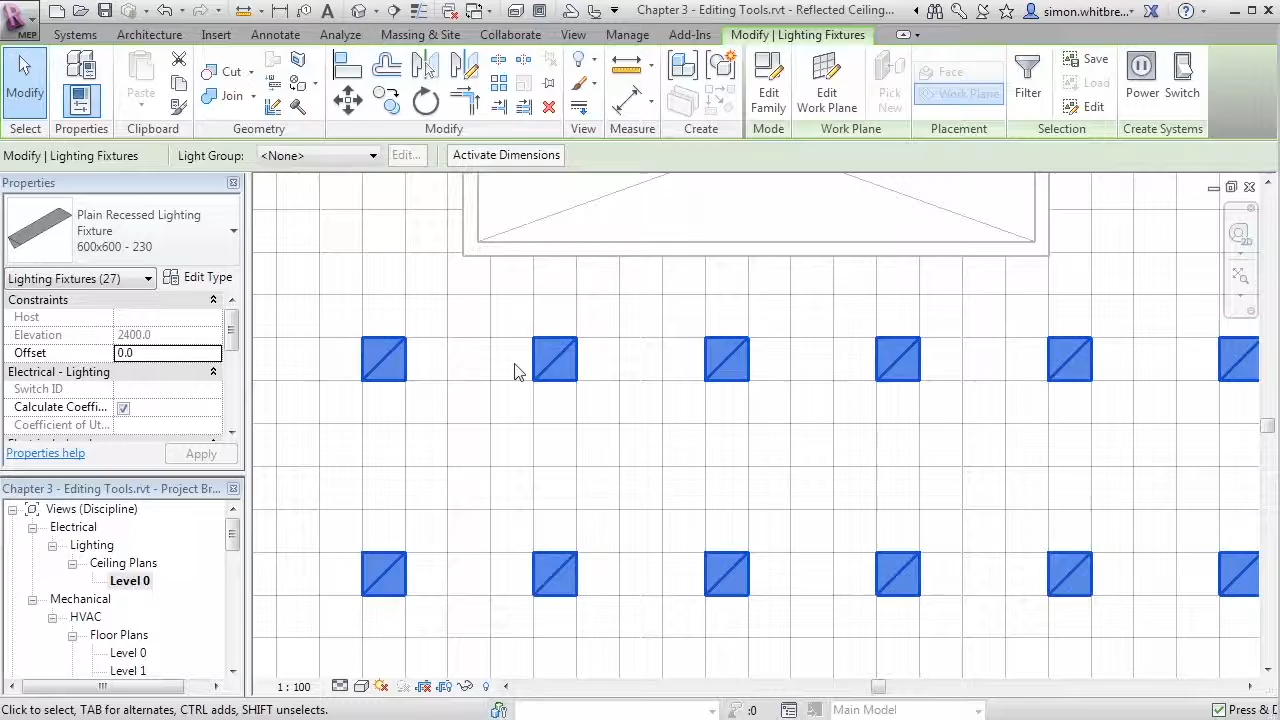 Chapter 3 - Editing Tools.rvt - Reflected Ceiling...
simon.whitbre...
MEP
Systems Architecture Insert Annotate Analyze Massing & Site Collaborate View Manage Add-Ins Modify | Lighting Fixtures
Modify
Paste
Cut
Join
Edit Family
Edit Work Plane
Pick New
Face
Work Plane
Filter
Save
Load
Edit
Power Switch
Select Properties Clipboard Geometry Modify View Measure Create Mode Work Plane Placement Selection Create Systems
Modify | Lighting Fixtures Light Group: <None> Edit... Activate Dimensions
Properties
Plain Recessed Lighting
Fixture
600x600 - 230
Lighting Fixtures (27) Edit Type
Constraints
Host
Elevation 2400.0
Offset 0.0
Electrical - Lighting
Switch ID
Calculate Coeffi...
Coefficient of Ut...
Properties help Apply
Chapter 3 - Editing Tools.rvt - Project Br...
Views (Discipline)
Electrical
Lighting
Ceiling Plans
Level 0
Mechanical
HVAC
Floor Plans
Level 0
Level 1
2D
1 : 100
Click to select, TAB for alternates, CTRL adds, SHIFT unselects. :0 Main Model Press & D